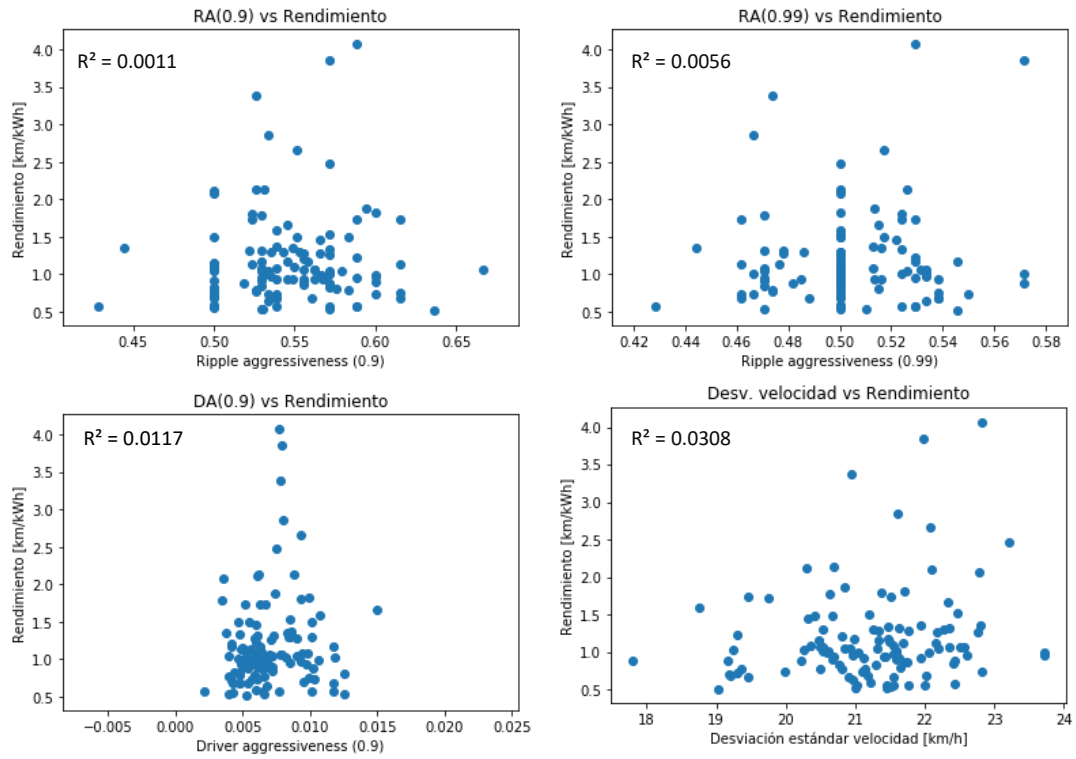 RA(0.9) vs Rendimiento
R² = 0.0011
Rendimiento [km/kWh]
4.0
3.5
3.0
2.5
2.0
1.5
1.0
0.5
0.45 0.50 0.55 0.60 0.65
Ripple aggressiveness (0.9)
RA(0.99) vs Rendimiento
R² = 0.0056
Rendimiento [km/kWh]
4.0
3.5
3.0
2.5
2.0
1.5
1.0
0.5
0.42 0.44 0.46 0.48 0.50 0.52 0.54 0.56 0.58
Ripple aggressiveness (0.99)
DA(0.9) vs Rendimiento
R² = 0.0117
Rendimiento [km/kWh]
4.0
3.5
3.0
2.5
2.0
1.5
1.0
0.5
−0.005 0.000 0.005 0.010 0.015 0.020 0.025
Driver aggressiveness (0.9)
Desv. velocidad vs Rendimiento
R² = 0.0308
Rendimiento [km/kWh]
4.0
3.5
3.0
2.5
2.0
1.5
1.0
0.5
18 19 20 21 22 23 24
Desviación estándar velocidad [km/h]